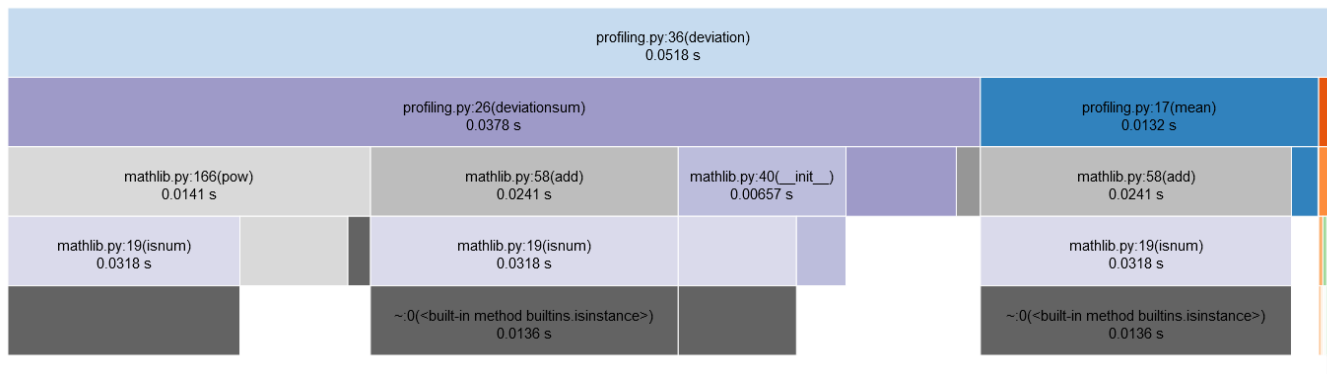 profiling.py:36(deviation)
0.0518 s
profiling.py:26(deviationsum)
0.0378 s
profiling.py:17(mean)
0.0132 s
mathlib.py:166(pow)
0.0141 s
mathlib.py:58(add)
0.0241 s
mathlib.py:40(__init__)
0.00657 s
mathlib.py:58(add)
0.0241 s
mathlib.py:19(isnum)
0.0318 s
mathlib.py:19(isnum)
0.0318 s
mathlib.py:19(isnum)
0.0318 s
~:0(<built-in method builtins.isinstance>)
0.0136 s
~:0(<built-in method builtins.isinstance>)
0.0136 s